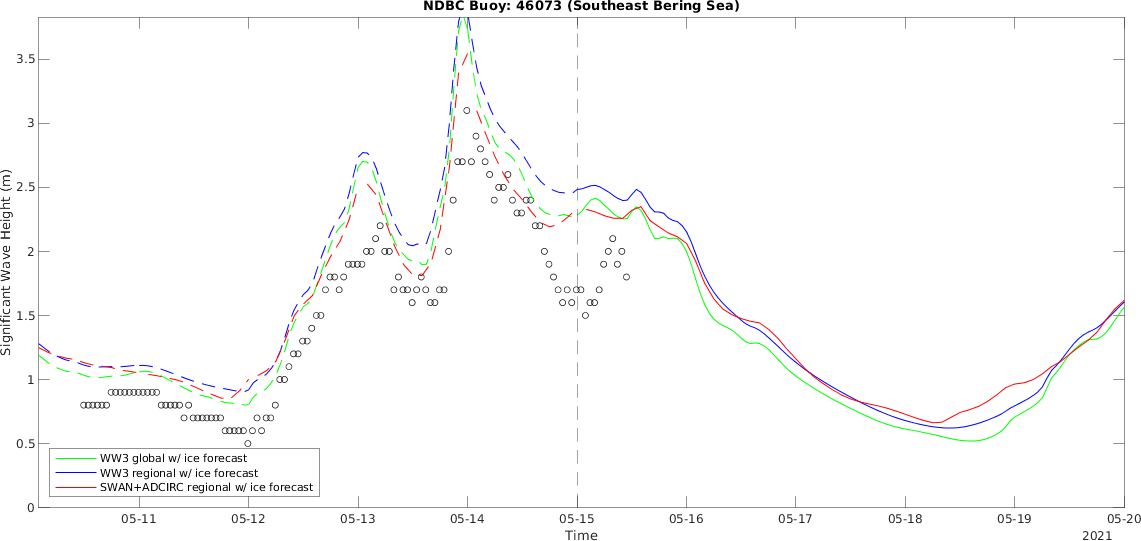 NDBC Buoy: 46073 (Southeast Bering Sea)
Significant Wave Height (m)
3.5
3
2.5
2
1.5
1
0.5
0
WW3 global w/ ice forecast
WW3 regional w/ ice forecast
SWAN+ADCIRC regional w/ ice forecast
05-11 05-12 05-13 05-14 05-15 05-16 05-17 05-18 05-19 05-20
Time
2021